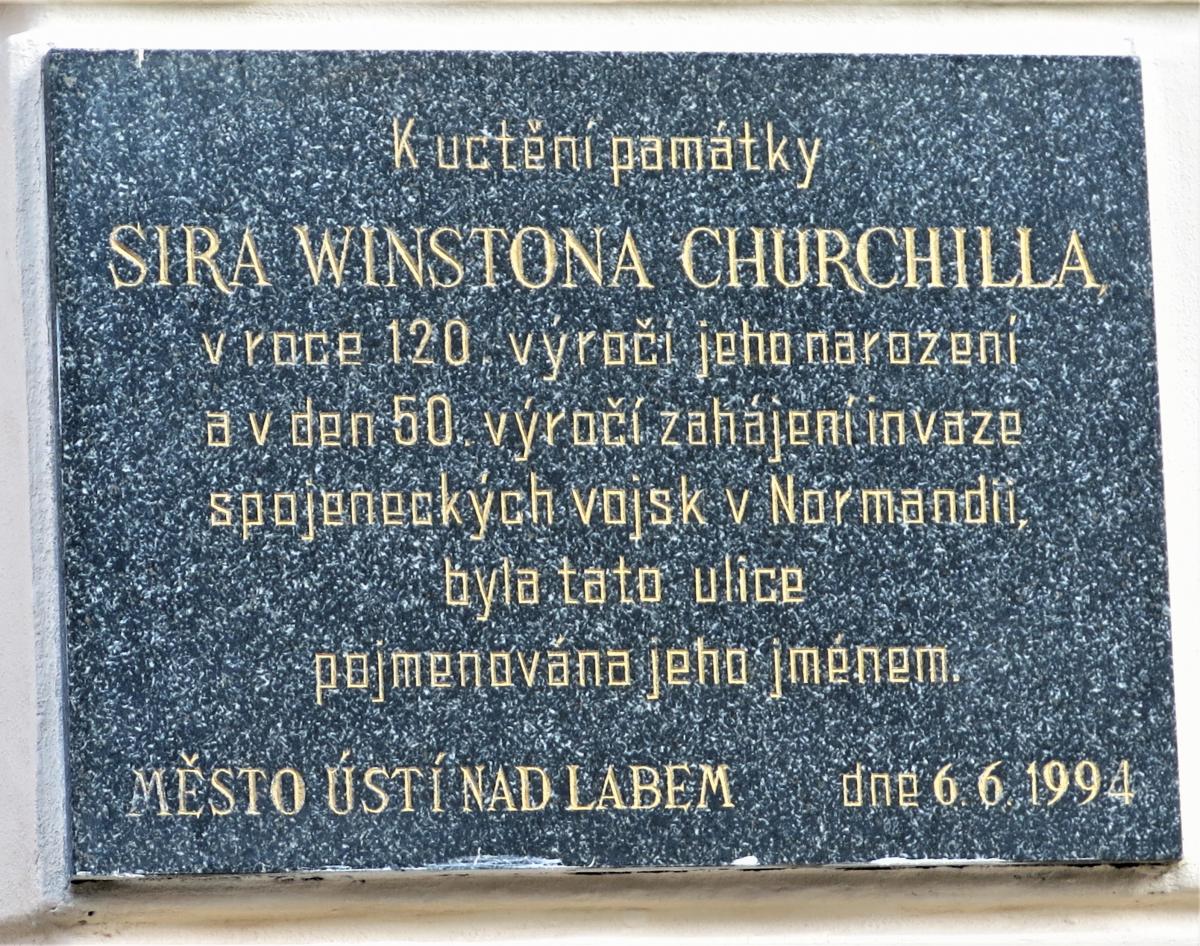 K uctění památky
SIRA WINSTONA CHURCHILLA,
v roce 120. výročí jeho narození
a v den 50. výročí zahájení invaze
spojeneckých vojsk v Normandii,
byla tato ulice
pojmenována jeho jménem.
MĚSTO ÚSTÍ NAD LABEM dne 6. 6. 1994